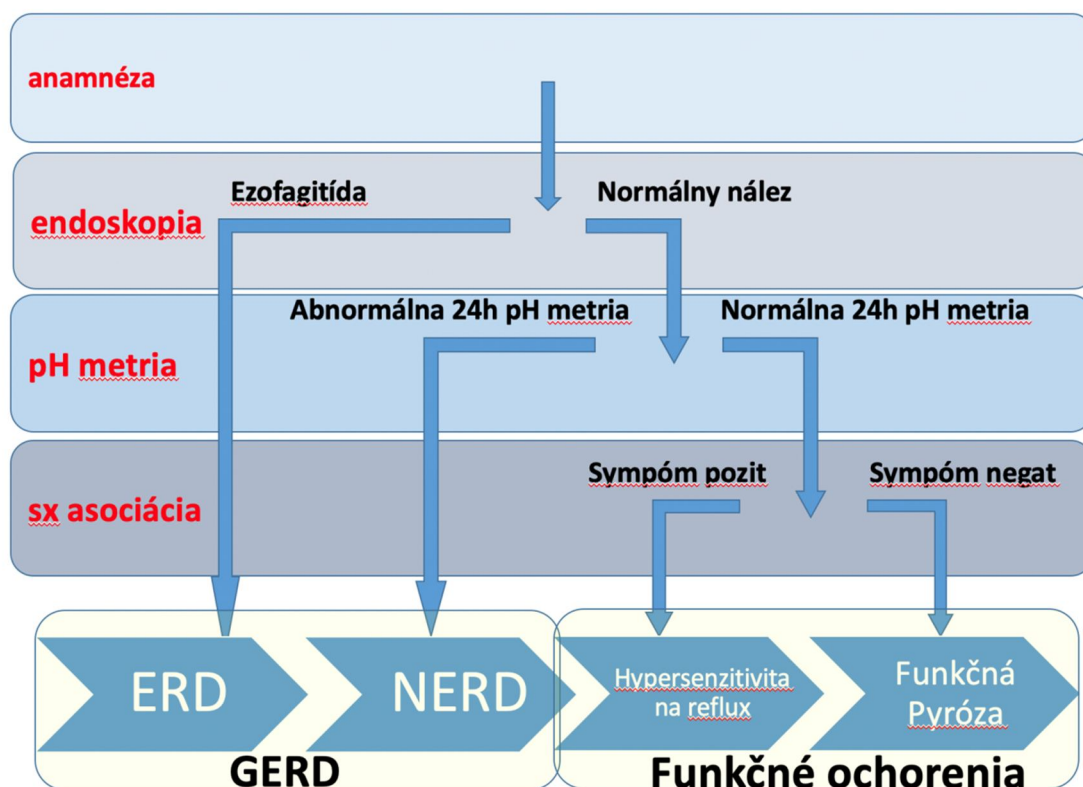 anamnéza
Ezofagitída
Normálny nález
endoskopia
Abnormálna 24h pH metria
Normálna 24h pH metria
pH metria
Sympóm pozit
Sympóm negat
sx asociácia
ERD
NERD
Hypersenzitivita
na reflux
Funkčná
Pyróza
GERD
Funkčné ochorenia